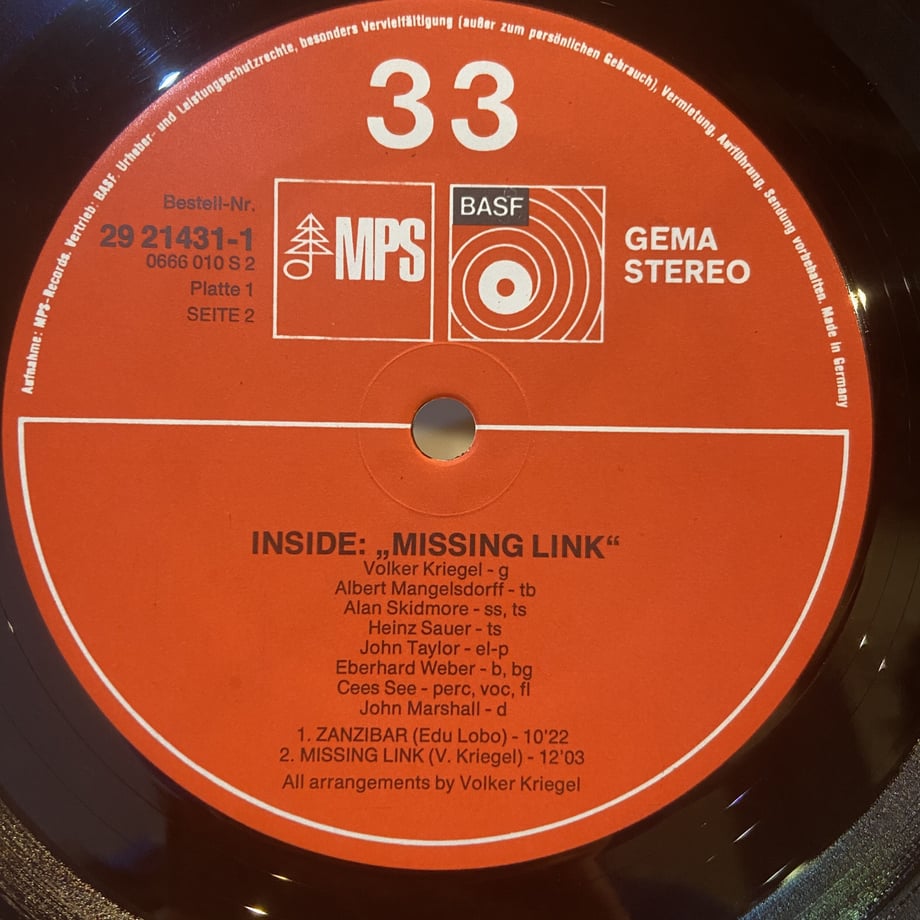 Aufnahme: MPS-Records. Vertrieb: BASF. Urheber- und Leistungsschutzrechte, besonders Vervielfältigung (außer zum persönlichen Gebrauch), Vermietung, Aufführung, Sendung vorbehalten. Made in Germany
33
Bestell-Nr.
29 21431-1
0666 010 S 2
Platte 1
SEITE 2
MPS
BASF
GEMA
STEREO
INSIDE: „MISSING LINK“
Volker Kriegel - g
Albert Mangelsdorff - tb
Alan Skidmore - ss, ts
Heinz Sauer - ts
John Taylor - el-p
Eberhard Weber - b, bg
Cees See - perc, voc, fl
John Marshall - d
1. ZANZIBAR (Edu Lobo) - 10'22
2. MISSING LINK (V. Kriegel) - 12'03
All arrangements by Volker Kriegel